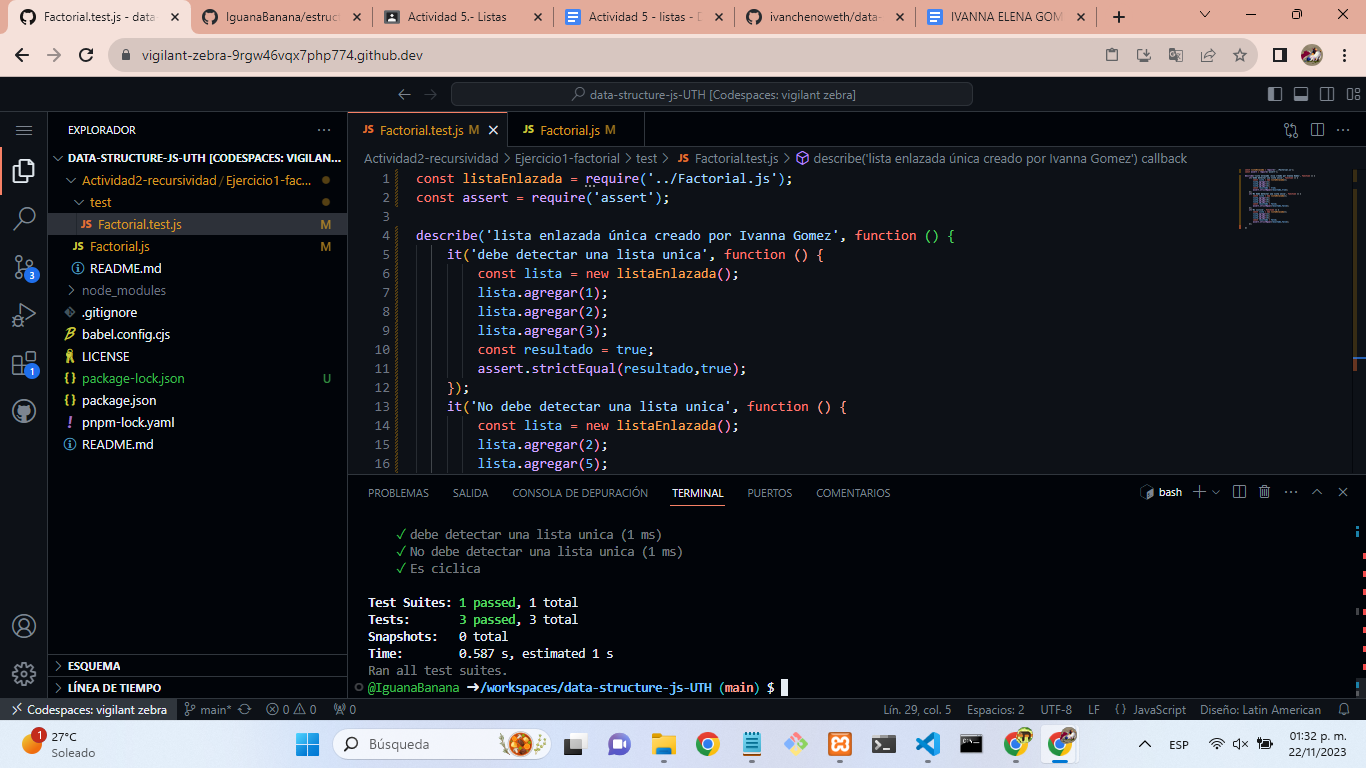 Factorial.test.js - data-
IguanaBanana/estruct
Actividad 5.- Listas
Actividad 5 - listas - D
ivanchenoweth/data-
IVANNA ELENA GOM
vigilant-zebra-9rgw46vqx7php774.github.dev
data-structure-js-UTH [Codespaces: vigilant zebra]
EXPLORADOR
DATA-STRUCTURE-JS-UTH [CODESPACES: VIGILAN...
Actividad2-recursividad / Ejercicio1-fac...
test
JS Factorial.test.js M
JS Factorial.js M
README.md
node_modules
.gitignore
babel.config.cjs
LICENSE
{} package-lock.json U
{} package.json
! pnpm-lock.yaml
README.md
ESQUEMA
LÍNEA DE TIEMPO
3
1
JS Factorial.test.js M
JS Factorial.js M
Actividad2-recursividad > Ejercicio1-factorial > test > JS Factorial.test.js > describe('lista enlazada única creado por Ivanna Gomez') callback
1 const listaEnlazada = require('../Factorial.js');
2 const assert = require('assert');
3
4 describe('lista enlazada única creado por Ivanna Gomez', function () {
5 it('debe detectar una lista unica', function () {
6 const lista = new listaEnlazada();
7 lista.agregar(1);
8 lista.agregar(2);
9 lista.agregar(3);
10 const resultado = true;
11 assert.strictEqual(resultado,true);
12 });
13 it('No debe detectar una lista unica', function () {
14 const lista = new listaEnlazada();
15 lista.agregar(2);
16 lista.agregar(5);
PROBLEMAS SALIDA CONSOLA DE DEPURACIÓN TERMINAL PUERTOS COMENTARIOS
bash
✓ debe detectar una lista unica (1 ms)
✓ No debe detectar una lista unica (1 ms)
✓ Es ciclica
Test Suites: 1 passed, 1 total
Tests: 3 passed, 3 total
Snapshots: 0 total
Time: 0.587 s, estimated 1 s
Ran all test suites.
@IguanaBanana ➜/workspaces/data-structure-js-UTH (main) $
Codespaces: vigilant zebra main* 0 0 0 Lín. 29, col. 5 Espacios: 2 UTF-8 LF {} JavaScript Diseño: Latin American
1
27°C
Soleado
Búsqueda
ESP
01:32 p. m.
22/11/2023